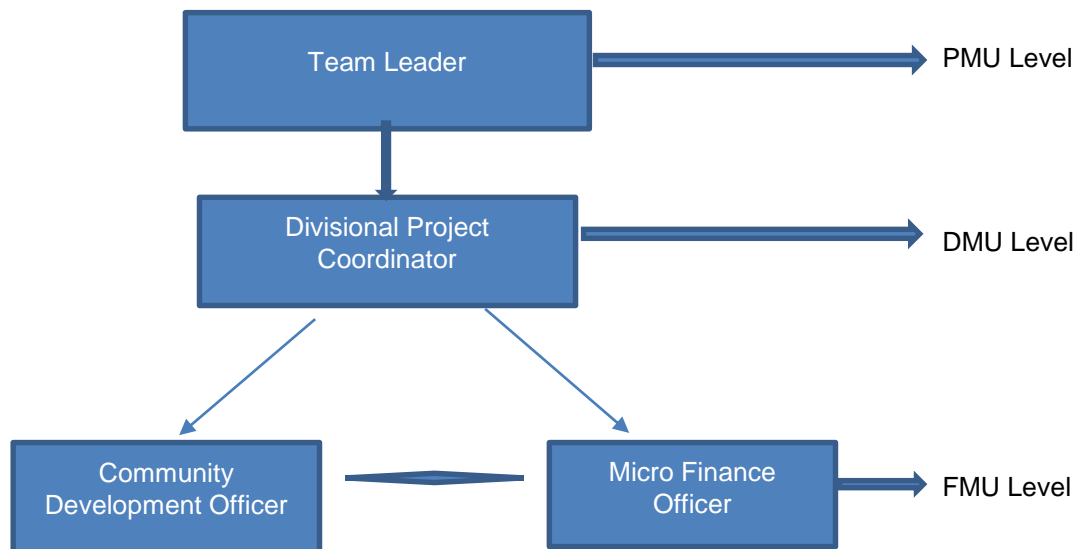 Team Leader
PMU Level
Divisional Project
Coordinator
DMU Level
Community
Development Officer
Micro Finance
Officer
FMU Level